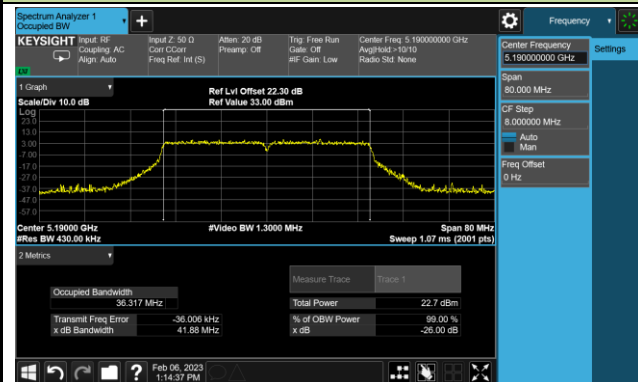 Spectrum Analyzer 1
Occupied BW
Frequency
KEYSIGHT
Input: RF
Coupling: AC
Align: Auto
Input Z: 50 Ω
Corr CCorr
Freq Ref: Int (S)
Atten: 20 dB
Preamp: Off
Trig: Free Run
Gate: Off
#IF Gain: Low
Center Freq: 5.190000000 GHz
Avg|Hold:>10/10
Radio Std: None
Center Frequency
5.190000000 GHz
Settings
Span
80.000 MHz
CF Step
8.000000 MHz
Auto
Man
Freq Offset
0 Hz
1 Graph
Scale/Div 10.0 dB
Ref Lvl Offset 22.30 dB
Ref Value 33.00 dBm
Log
23.0
13.0
3.00
-7.00
-17.0
-27.0
-37.0
-47.0
-57.0
Center 5.19000 GHz
#Video BW 1.3000 MHz
Span 80 MHz
#Res BW 430.00 kHz
Sweep 1.07 ms (2001 pts)
2 Metrics
Measure Trace
Trace 1
Occupied Bandwidth
36.317 MHz
Total Power
22.7 dBm
Transmit Freq Error
-36.006 kHz
% of OBW Power
99.00 %
x dB Bandwidth
41.88 MHz
x dB
-26.00 dB
?
Feb 06, 2023
1:14:37 PM